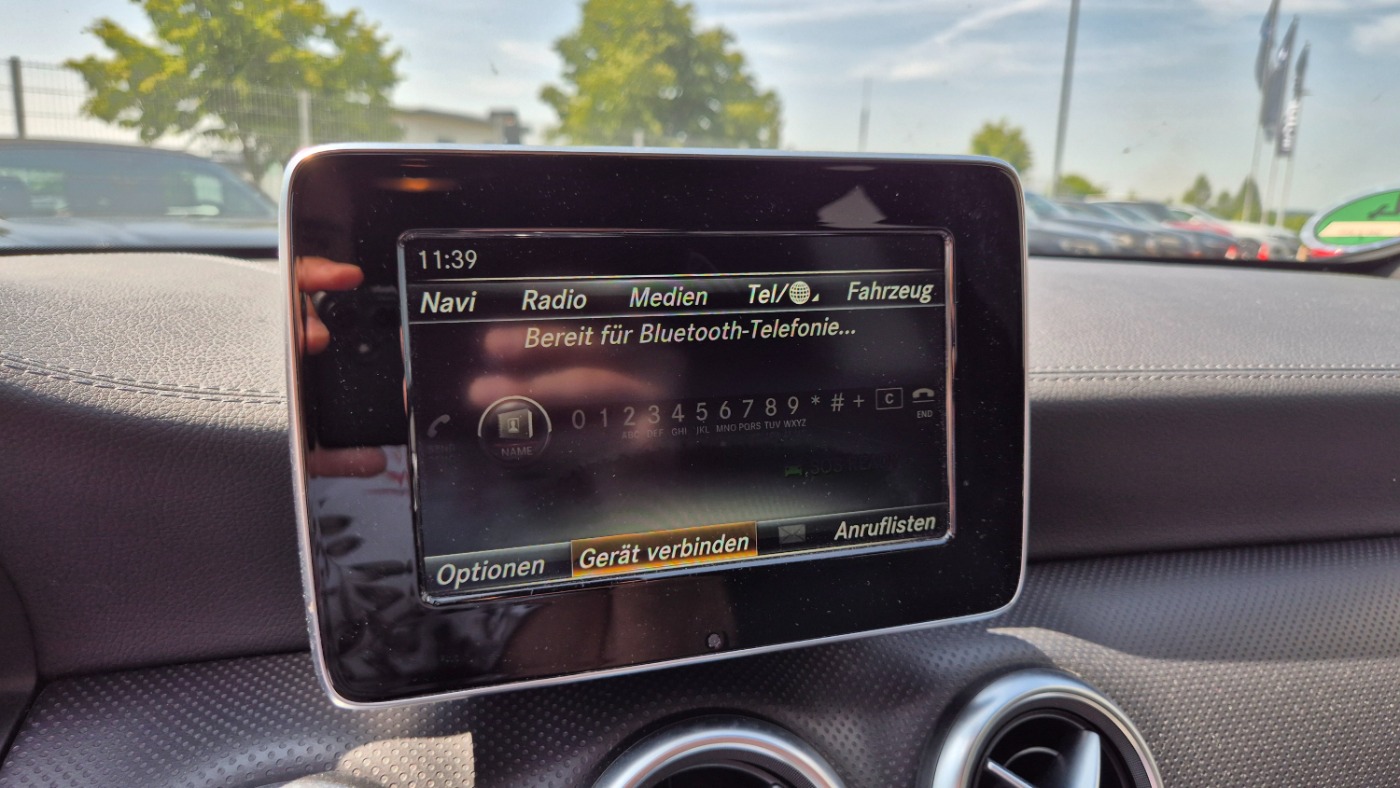 11:39
Navi Radio Medien Tel/ Fahrzeug
Bereit für Bluetooth-Telefonie...
NAME 0 1 2 3 4 5 6 7 8 9 * # + C END
ABC DEF GHI JKL MNO PQRS TUV WXYZ
Optionen Gerät verbinden Anruflisten